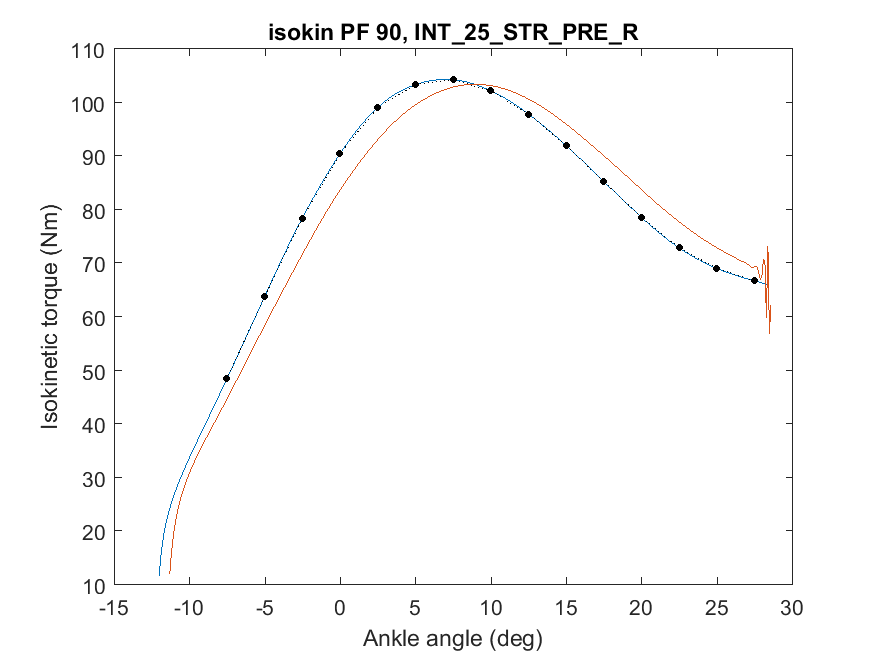 isokin PF 90, INT_25_STR_PRE_R
110
100
90
80
70
60
50
40
30
20
10
Isokinetic torque (Nm)
-15 -10 -5 0 5 10 15 20 25 30
Ankle angle (deg)